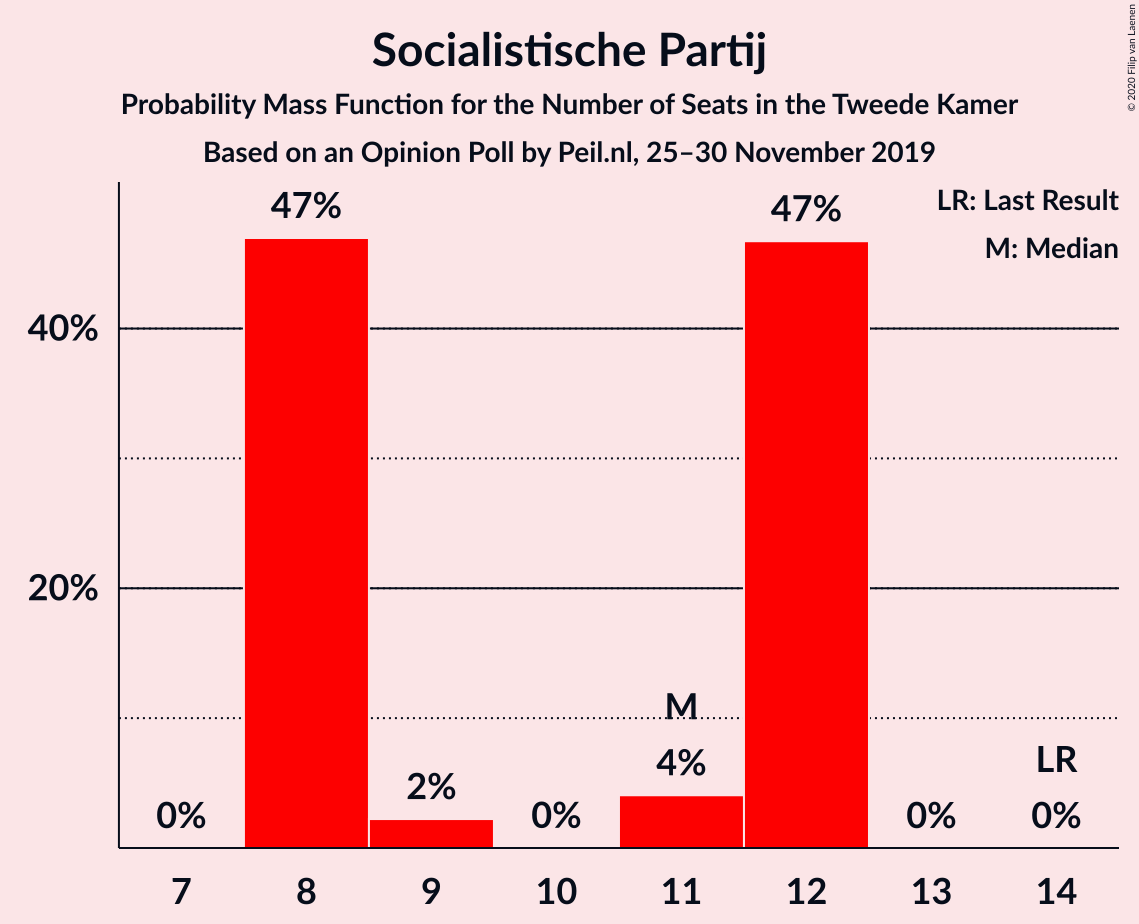 Socialistische Partij
Probability Mass Function for the Number of Seats in the Tweede Kamer
Based on an Opinion Poll by Peil.nl, 25–30 November 2019
© 2020 Filip van Laenen
LR: Last Result
M: Median
47%
47%
40%
20%
M
4%
LR
2%
0%
0%
0%
0%
7 8 9 10 11 12 13 14